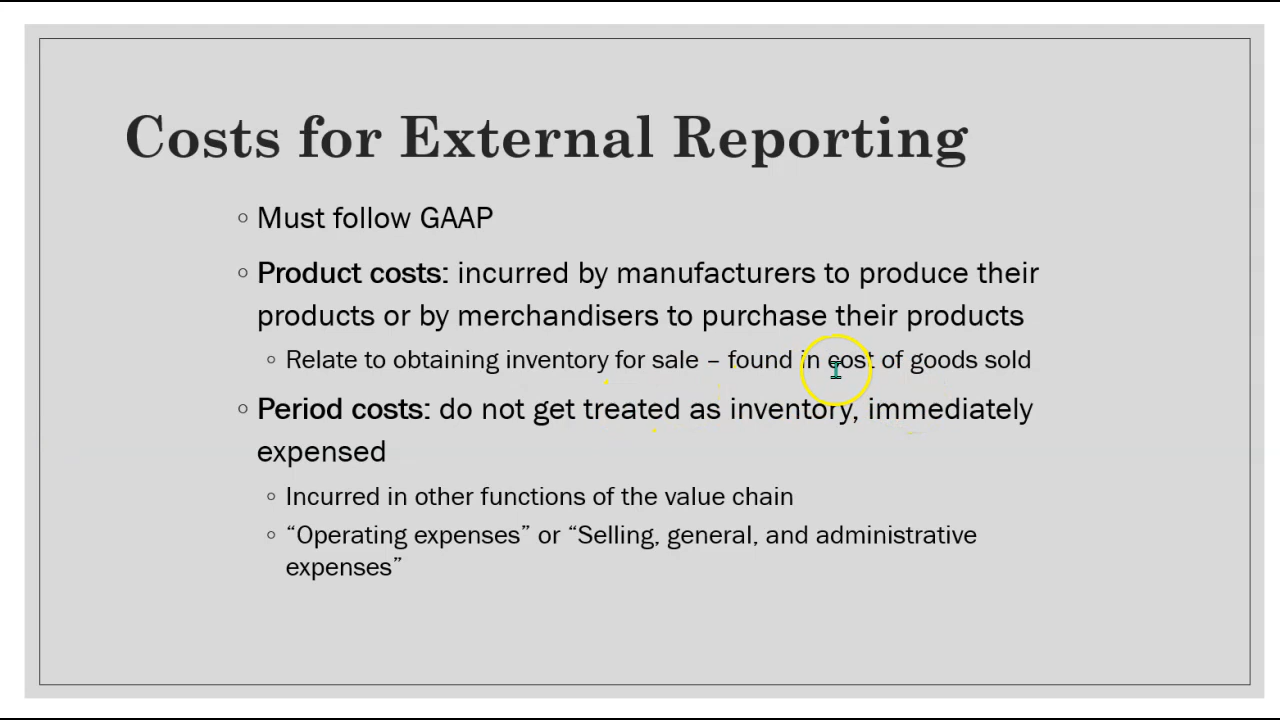 Costs for External Reporting
◦ Must follow GAAP
◦ Product costs: incurred by manufacturers to produce their
products or by merchandisers to purchase their products
◦ Relate to obtaining inventory for sale – found in cost of goods sold
◦ Period costs: do not get treated as inventory, immediately
expensed
◦ Incurred in other functions of the value chain
◦ “Operating expenses” or “Selling, general, and administrative
expenses”